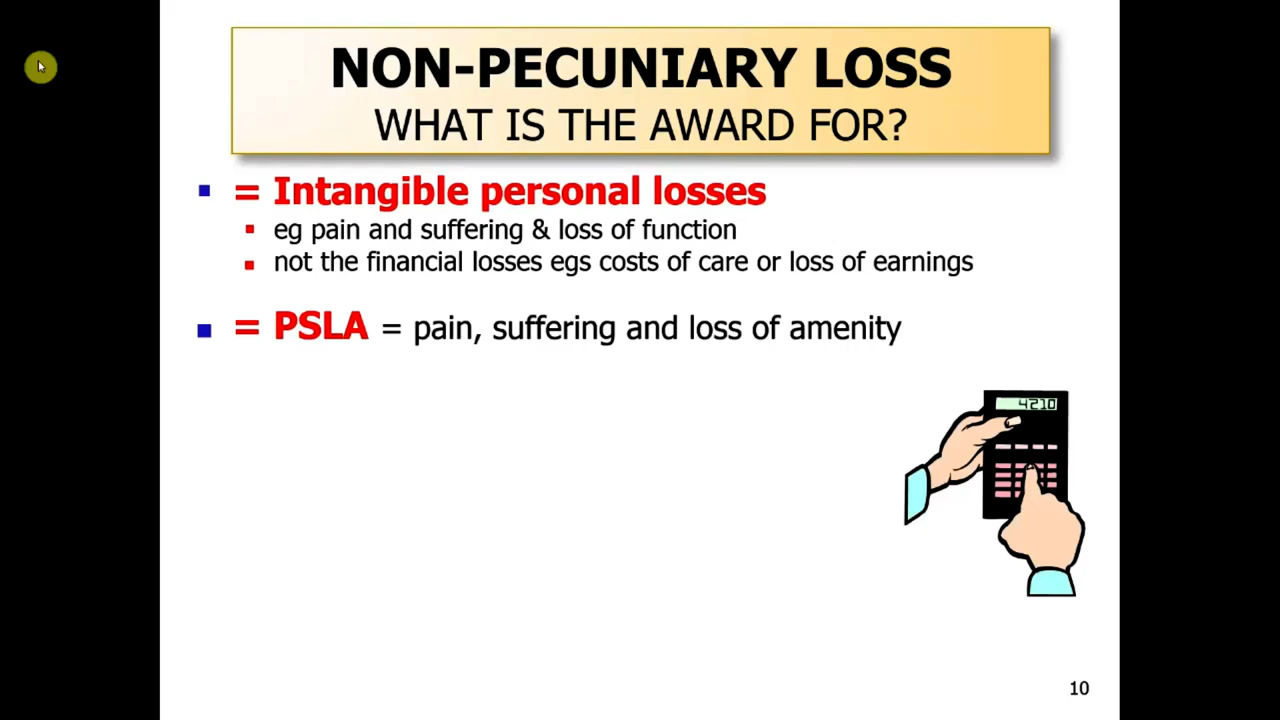 NON-PECUNIARY LOSS
WHAT IS THE AWARD FOR?
= Intangible personal losses
eg pain and suffering & loss of function
not the financial losses egs costs of care or loss of earnings
= PSLA = pain, suffering and loss of amenity
4210
10